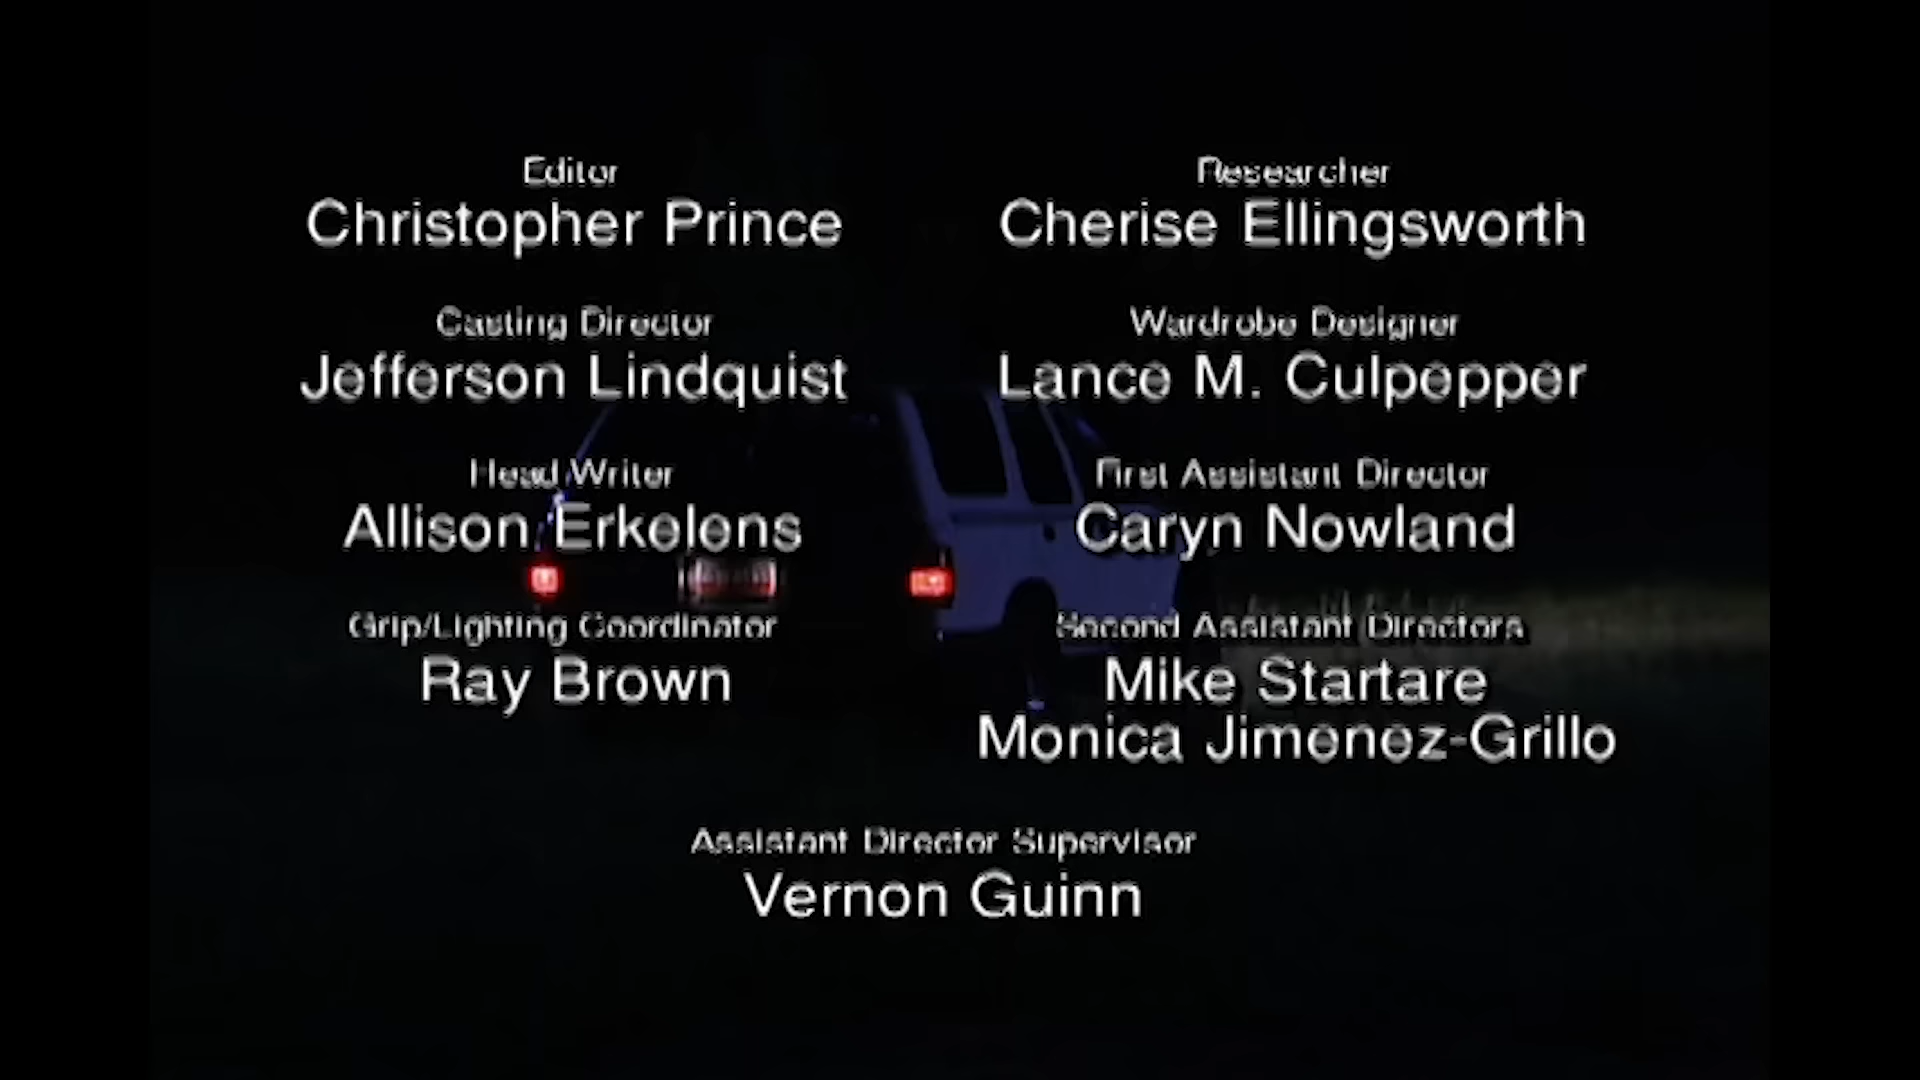 Editor
Christopher Prince
Casting Director
Jefferson Lindquist
Head Writer
Allison Erkelens
Grip/Lighting Coordinator
Ray Brown
Researcher
Cherise Ellingsworth
Wardrobe Designer
Lance M. Culpepper
First Assistant Director
Caryn Nowland
Second Assistant Directors
Mike Startare
Monica Jimenez-Grillo
Assistant Director Supervisor
Vernon Guinn